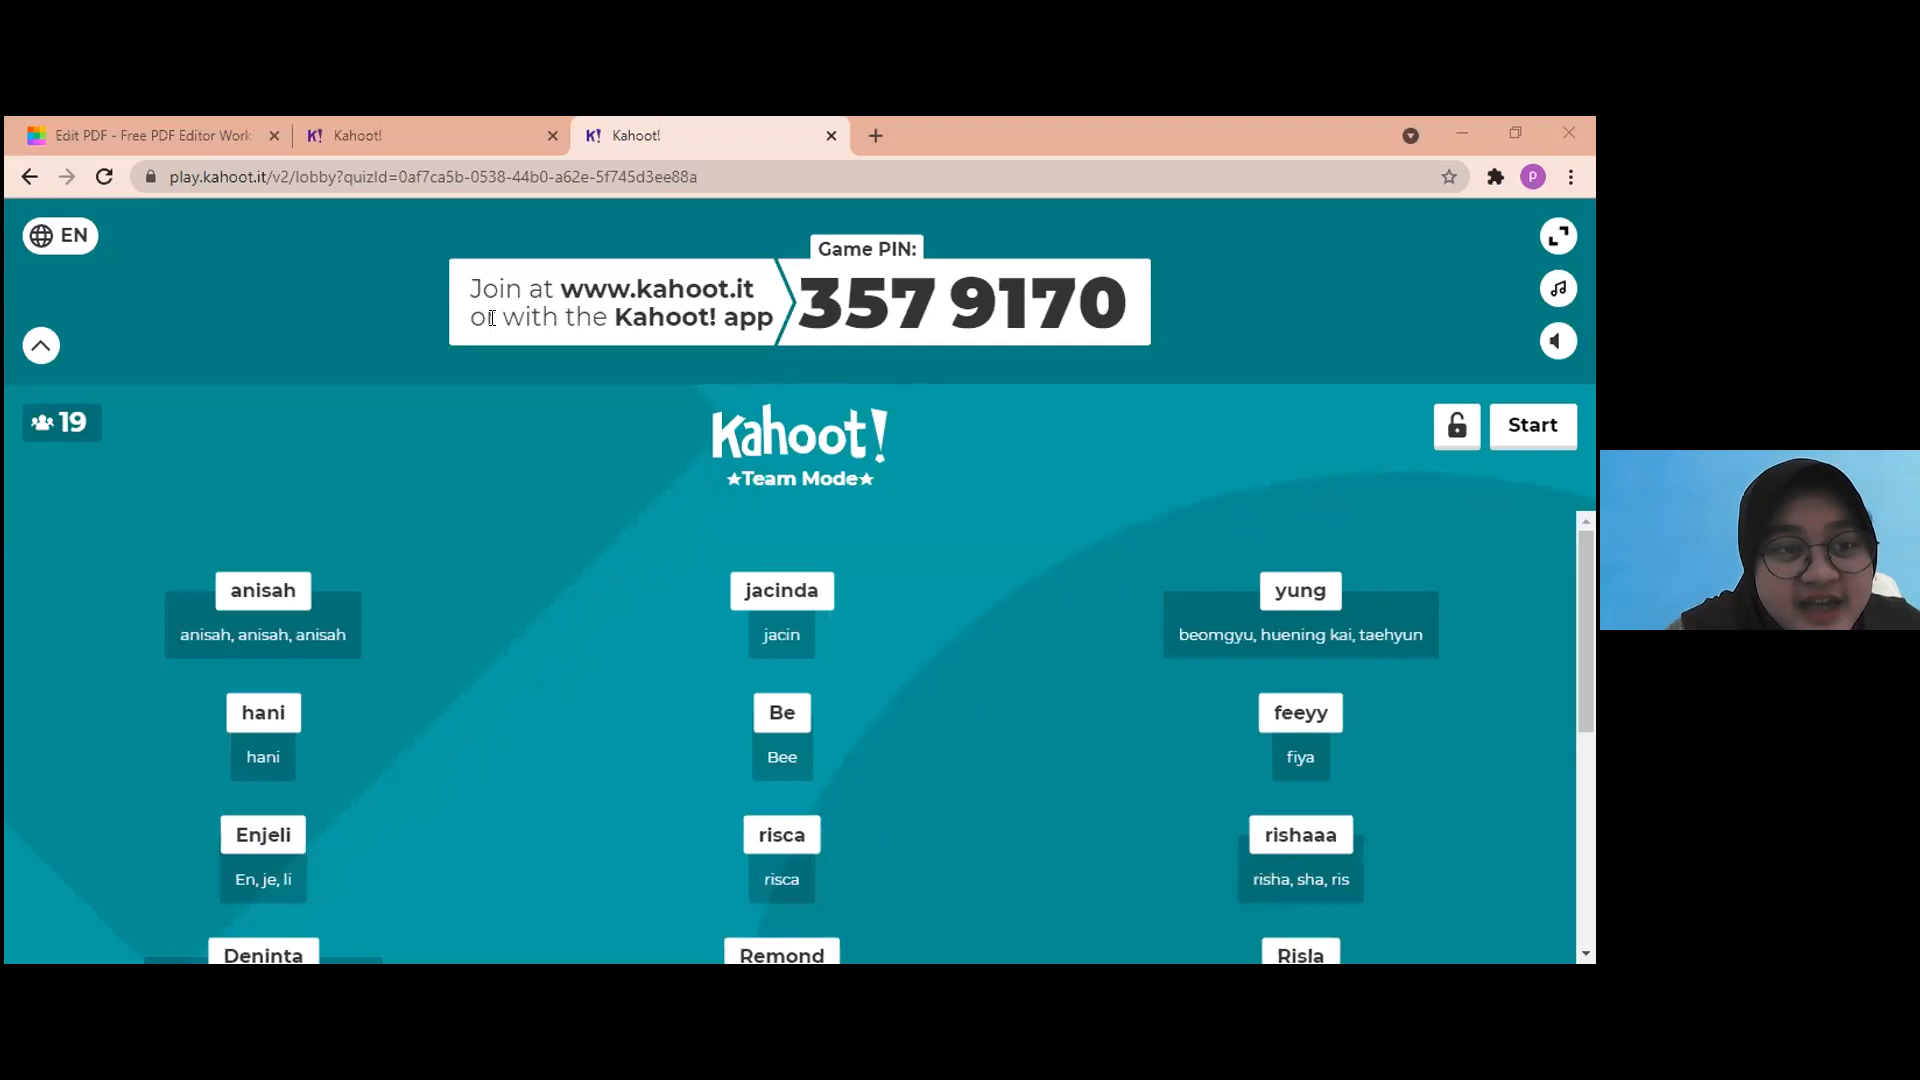 Edit PDF - Free PDF Editor Work
Kahoot!
Kahoot!
play.kahoot.it/v2/lobby?quizId=0af7ca5b-0538-44b0-a62e-5f745d3ee88a
P
EN
Game PIN:
Join at www.kahoot.it
or with the Kahoot! app
357 9170
19
Kahoot!
★Team Mode★
Start
anisah
jacinda
yung
anisah, anisah, anisah
jacin
beomgyu, huening kai, taehyun
hani
Be
feeyy
hani
Bee
fiya
Enjeli
risca
rishaaa
En, je, li
risca
risha, sha, ris
Deninta
Remond
Risla